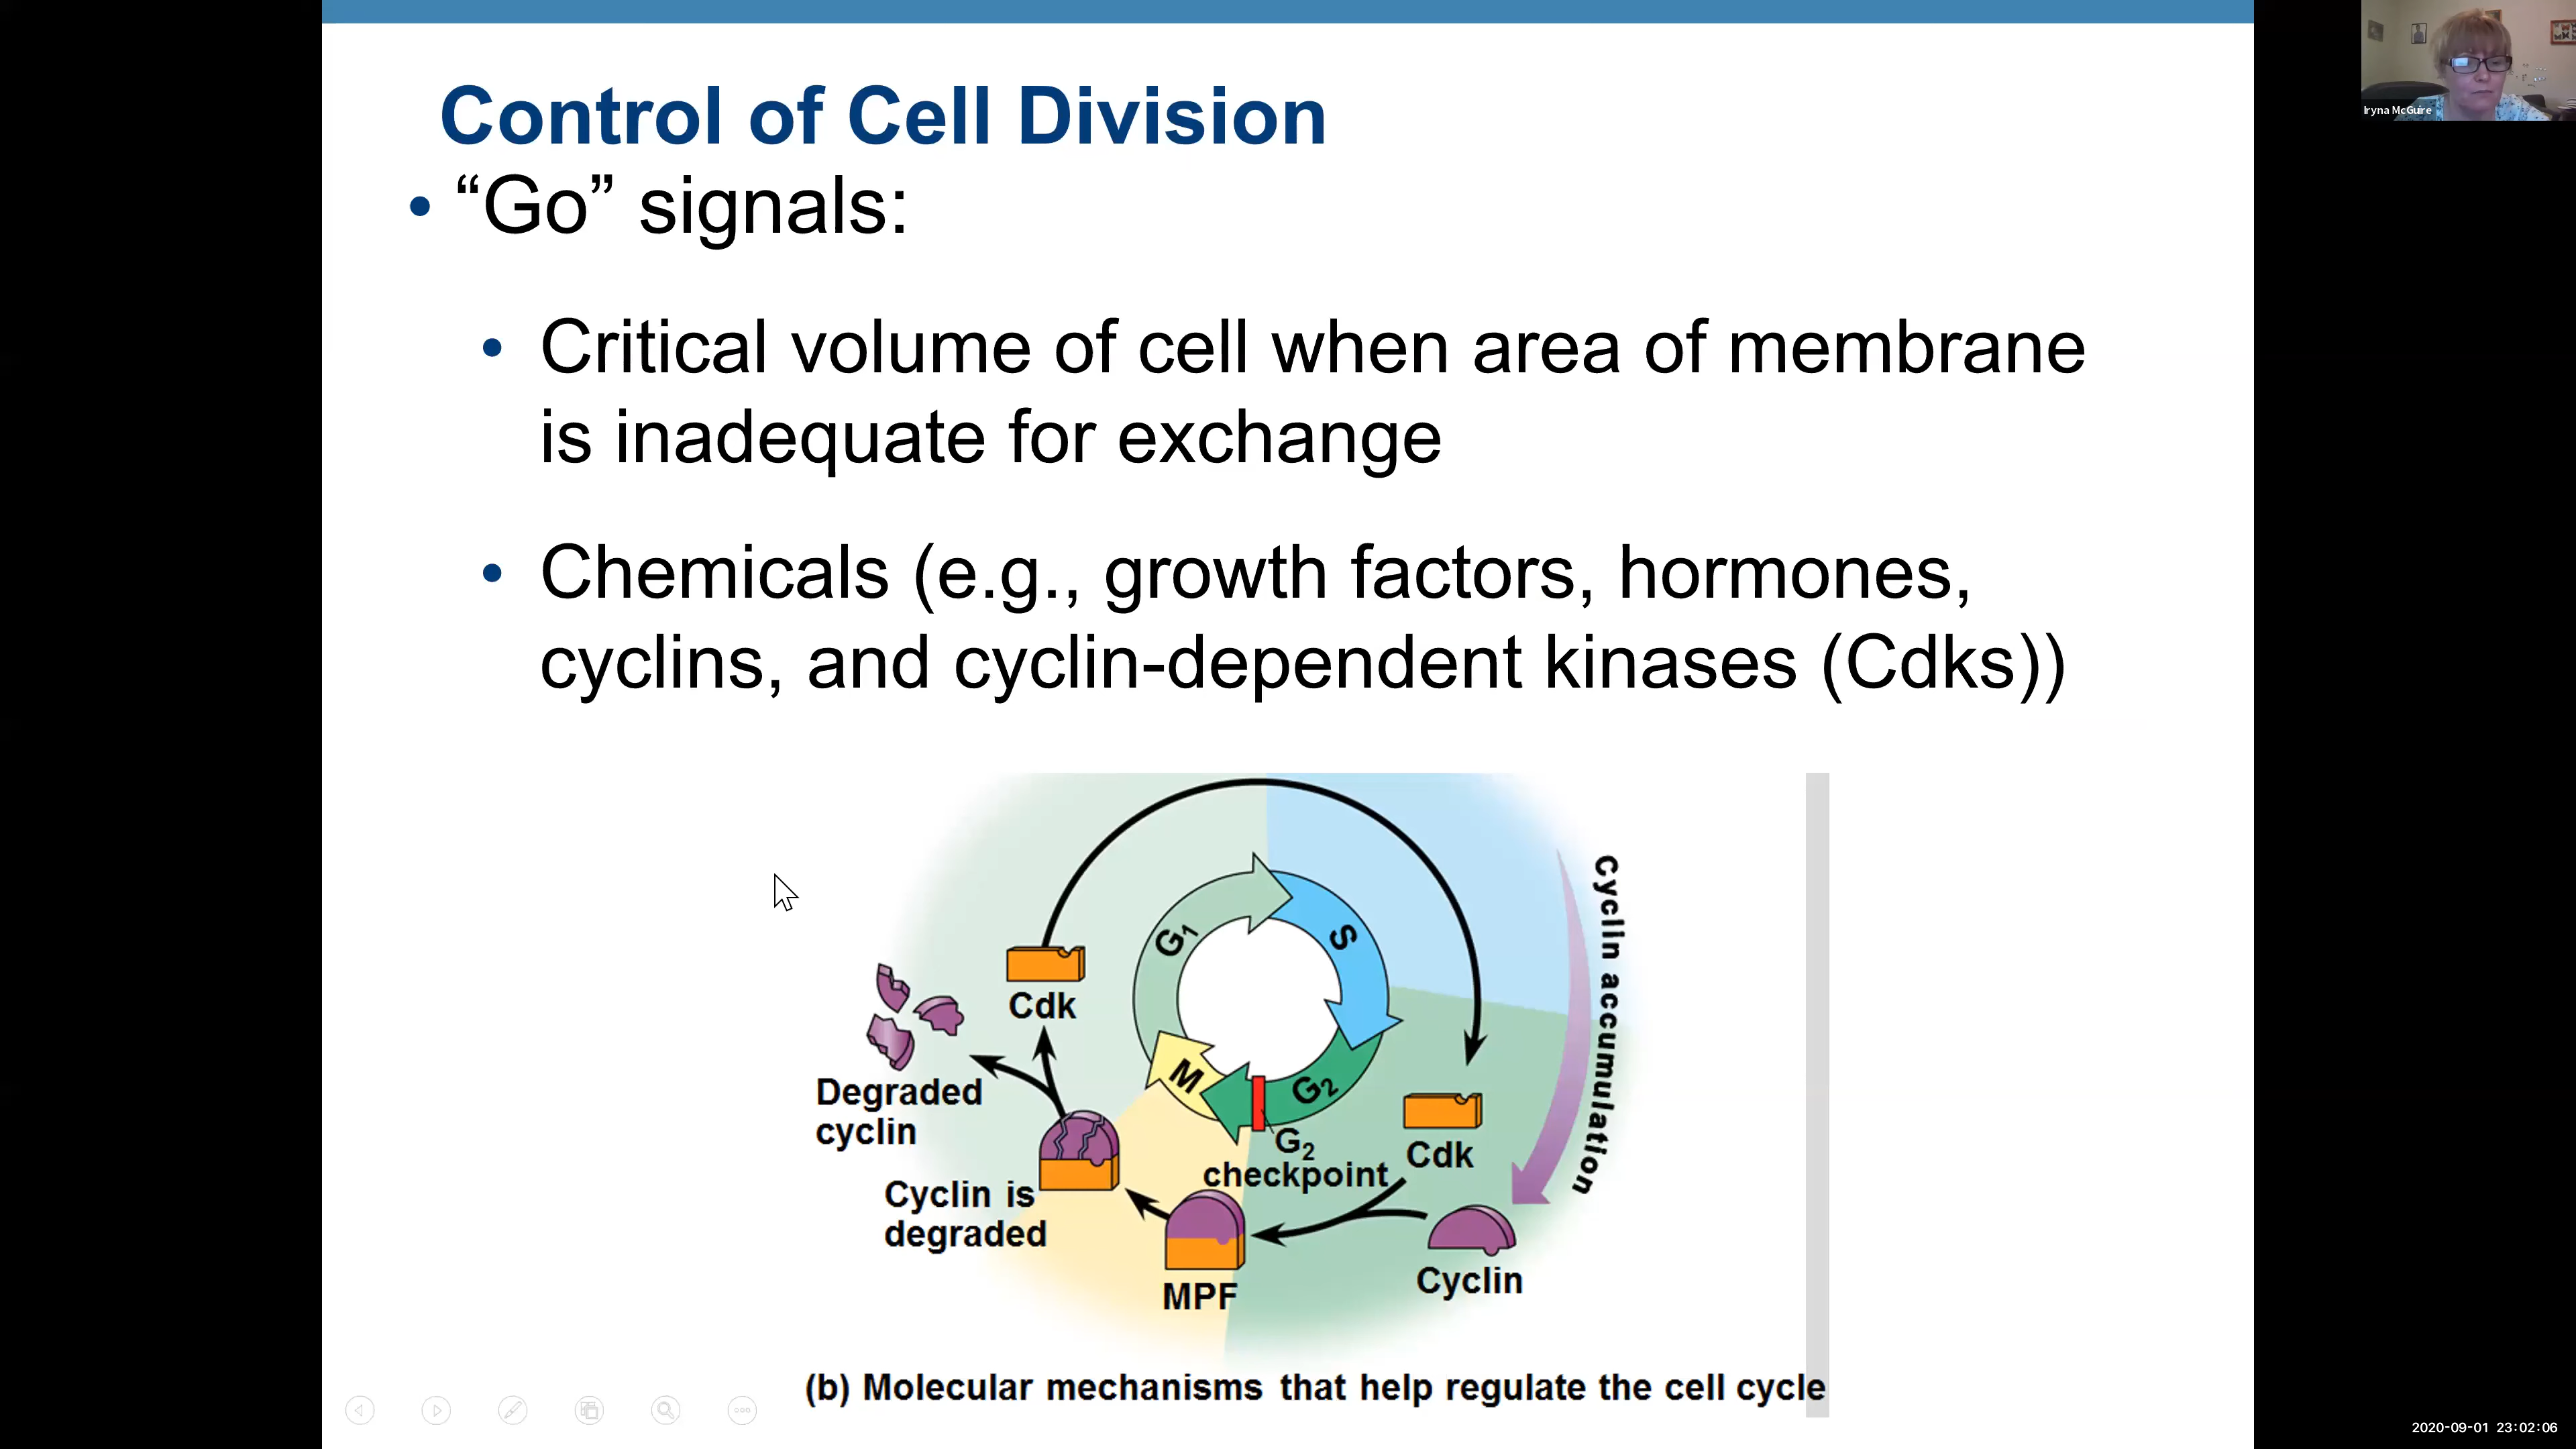 Control of Cell Division
• “Go” signals:
• Critical volume of cell when area of membrane
is inadequate for exchange
• Chemicals (e.g., growth factors, hormones,
cyclins, and cyclin-dependent kinases (Cdks))
Iryna McGuire
G₁
S
G₂
M
Cyclin accumulation
Cdk
Degraded
cyclin
G₂
checkpoint
Cdk
Cyclin is
degraded
MPF
Cyclin
(b) Molecular mechanisms that help regulate the cell cycle
2020-09-01 23:02:06